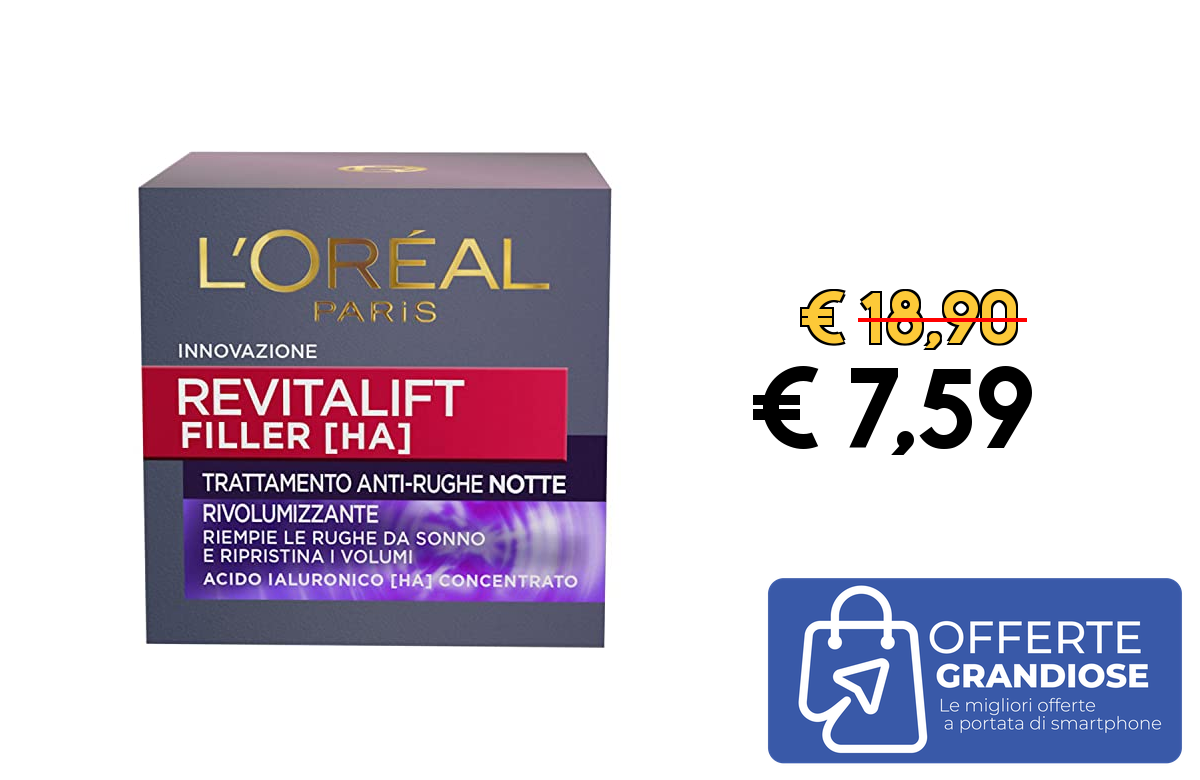 L'ORÉAL
PARiS
INNOVAZIONE
REVITALIFT
FILLER [HA]
TRATTAMENTO ANTI-RUGHE NOTTE
RIVOLUMIZZANTE
RIEMPIE LE RUGHE DA SONNO
E RIPRISTINA I VOLUMI
ACIDO IALURONICO [HA] CONCENTRATO
€ 18,90
€ 7,59
OFFERTE
GRANDIOSE
Le migliori offerte
a portata di smartphone